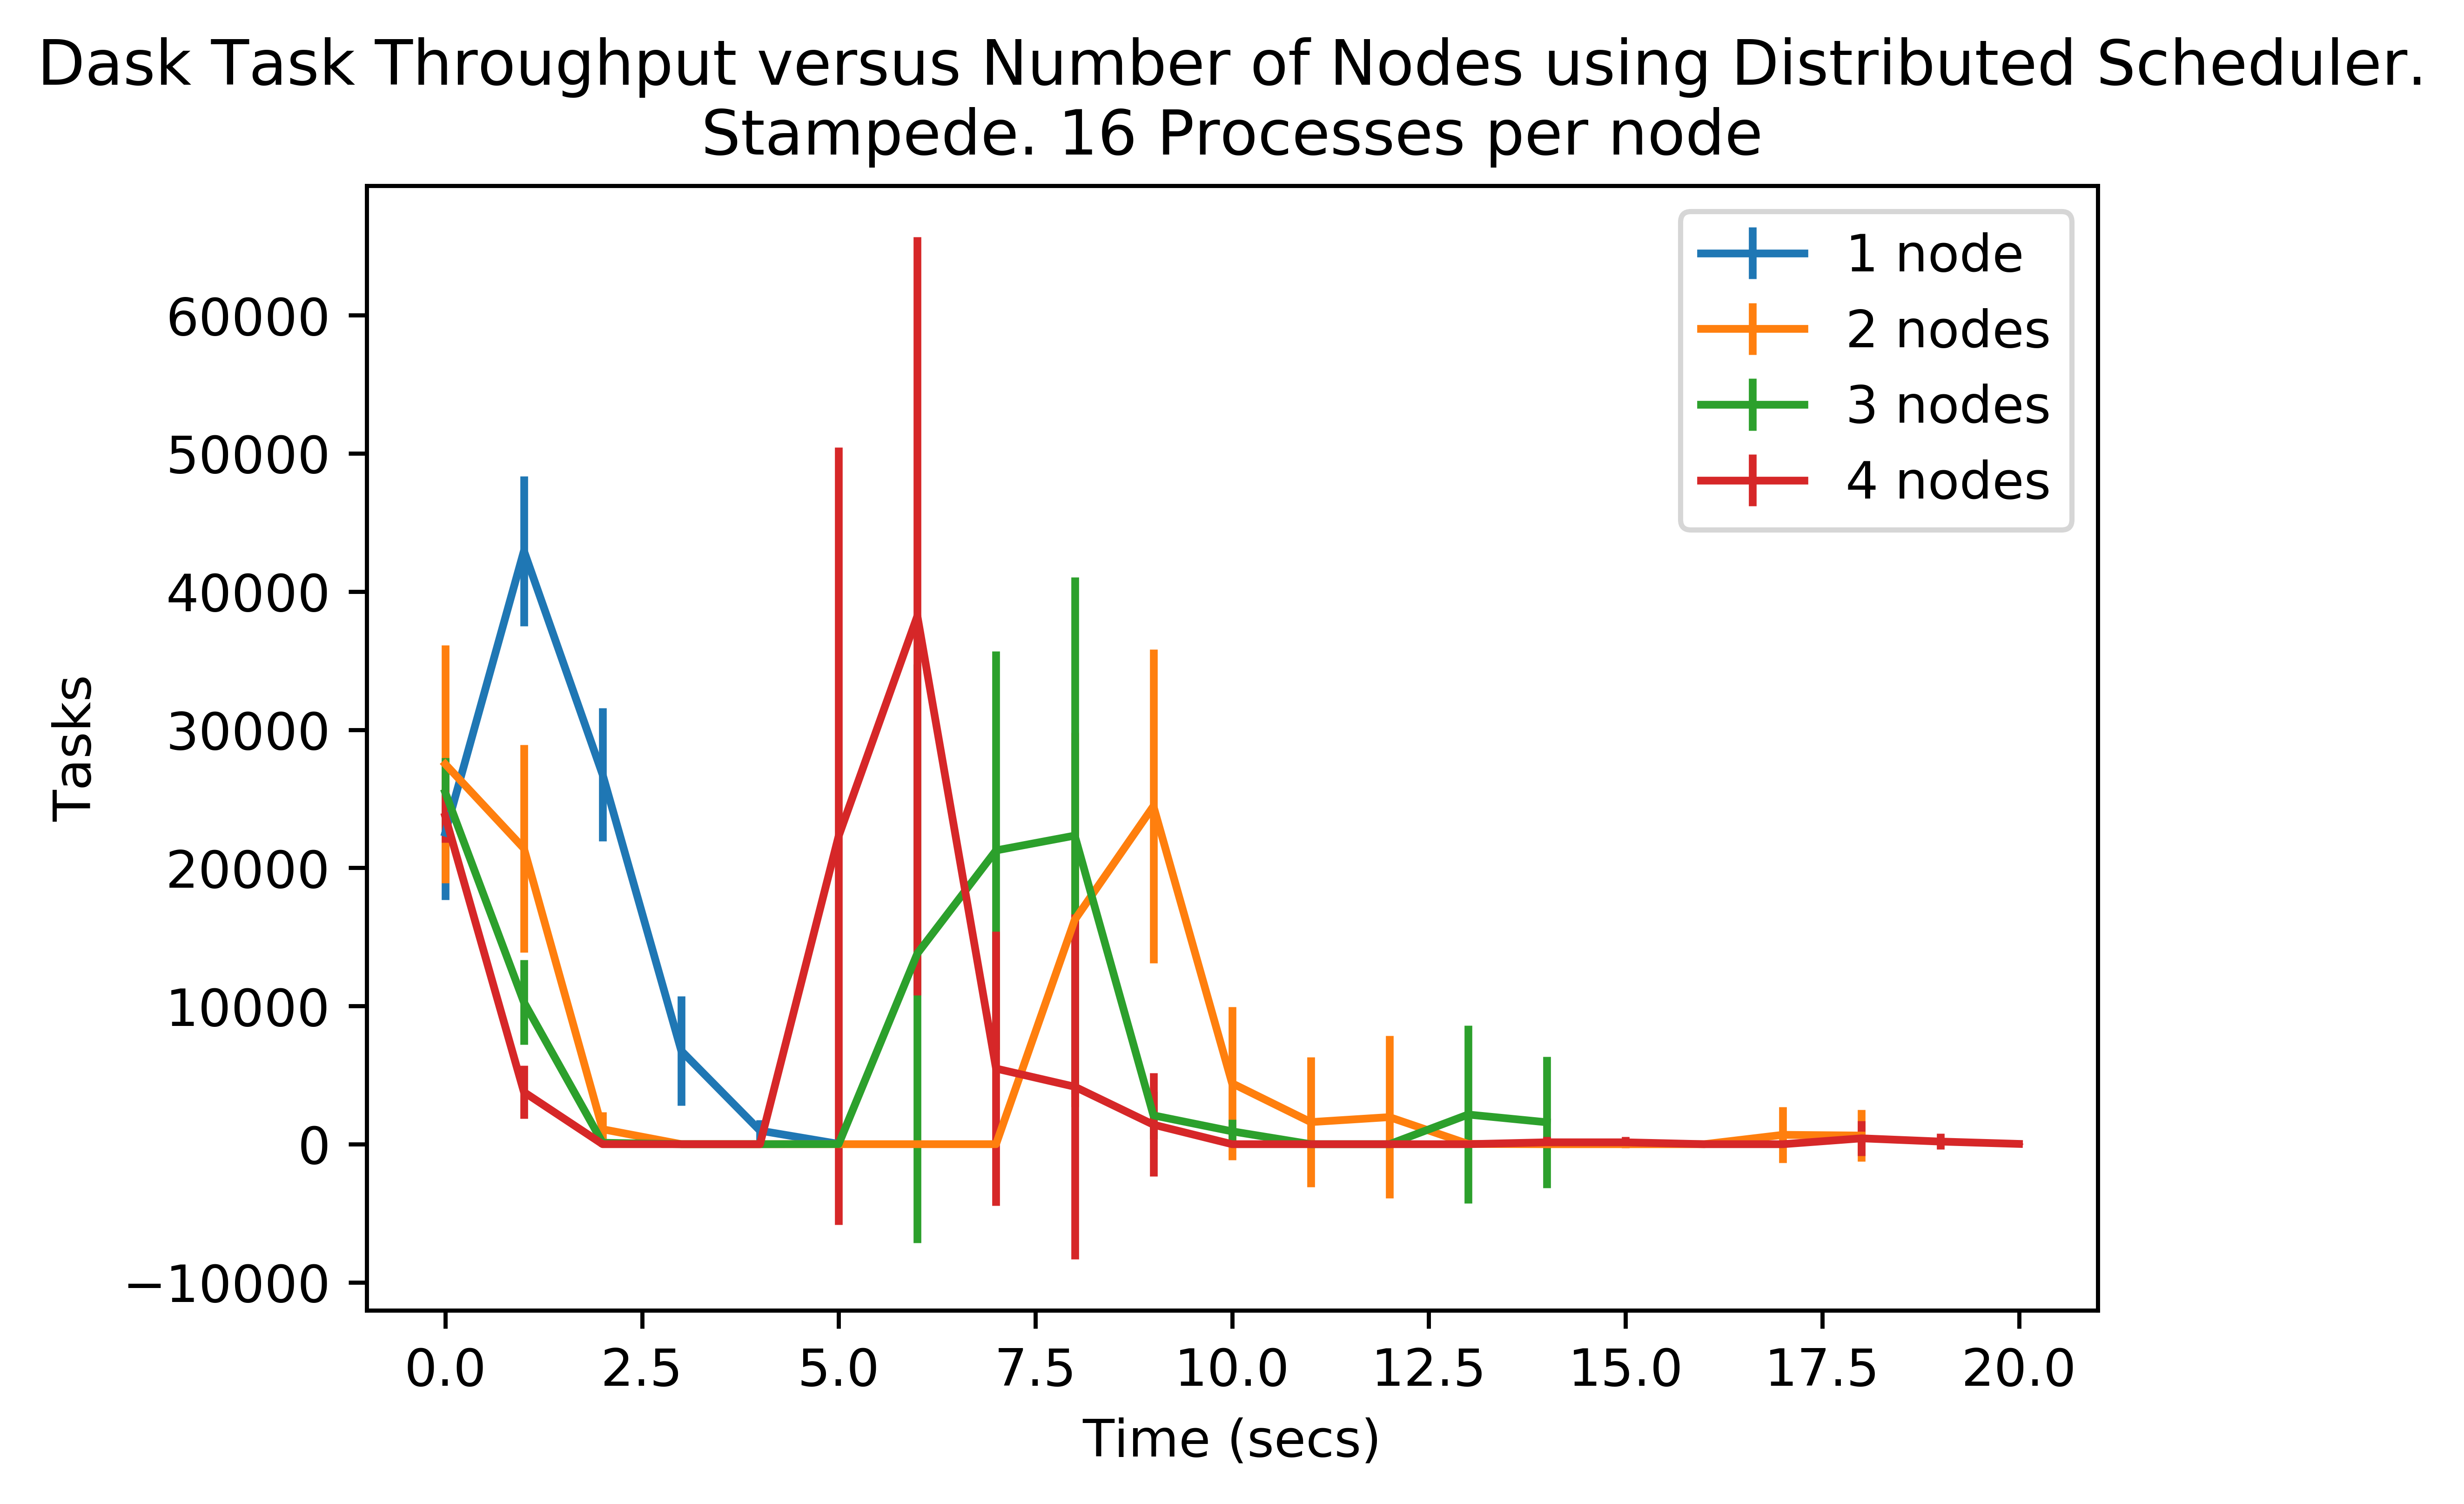 Dask Task Throughput versus Number of Nodes using Distributed Scheduler.
Stampede. 16 Processes per node
1 node
2 nodes
3 nodes
4 nodes
60000
50000
40000
30000
20000
10000
0
−10000
Tasks
0.0 2.5 5.0 7.5 10.0 12.5 15.0 17.5 20.0
Time (secs)